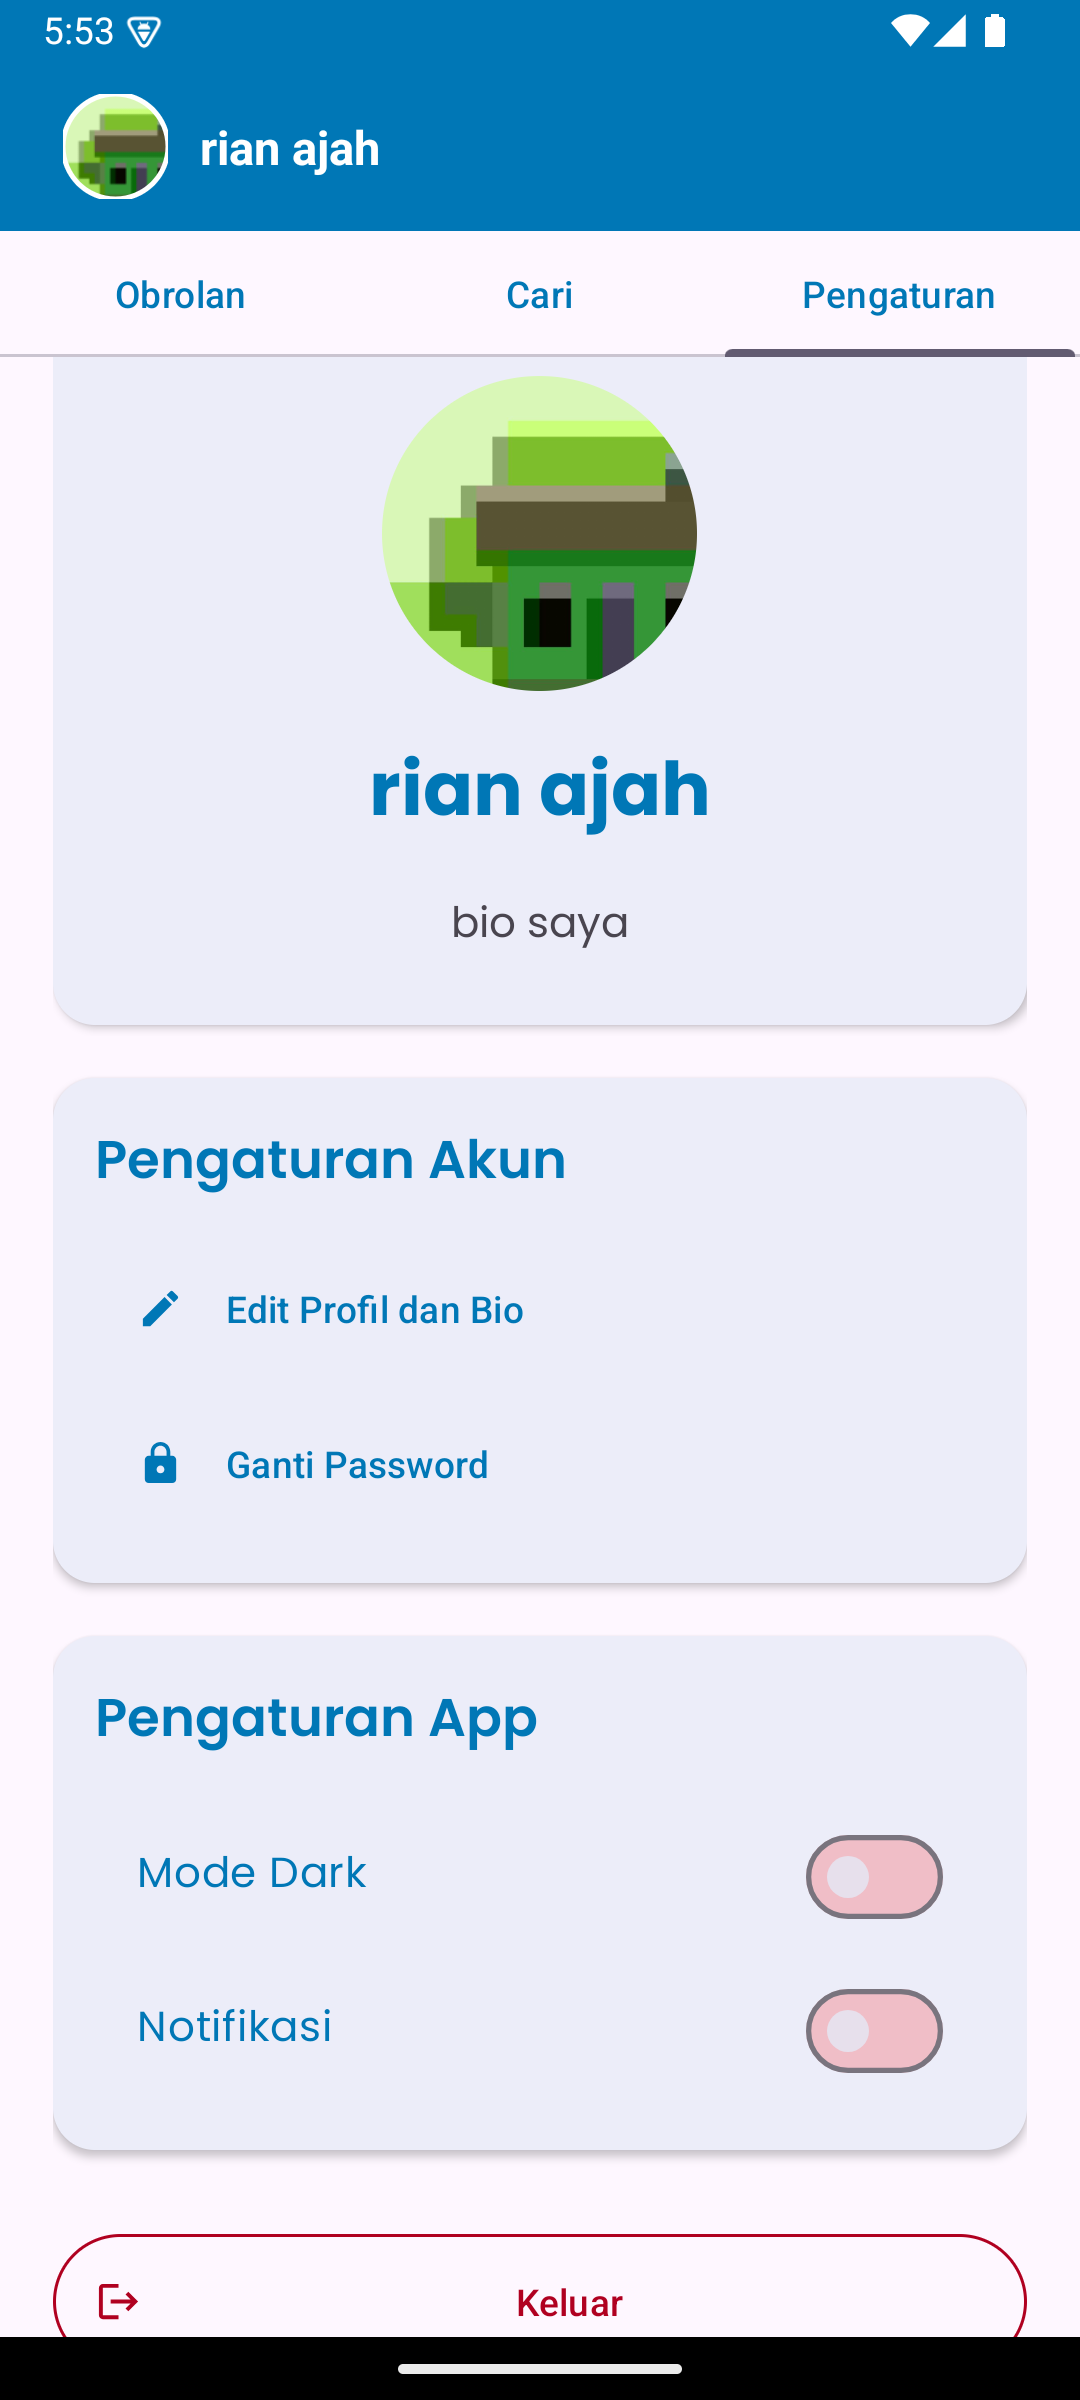 5:53
rian ajah
Obrolan
Cari
Pengaturan
rian ajah
bio saya
Pengaturan Akun
Edit Profil dan Bio
Ganti Password
Pengaturan App
Mode Dark
Notifikasi
Keluar